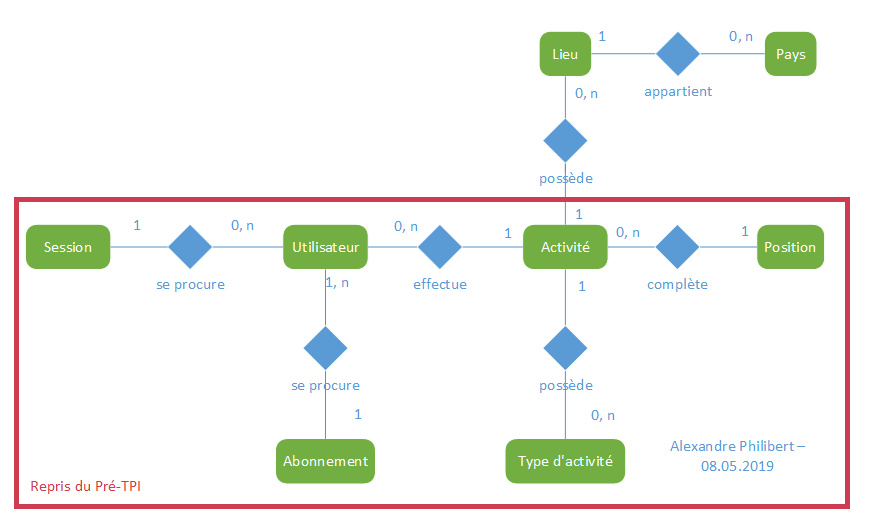 1
0, n
Lieu
Pays
appartient
0, n
possède
1
1
0, n
0, n
1
0, n
1
Session
Utilisateur
Activité
Position
se procure
1, n
effectue
1
complète
se procure
possède
1
0, n
Abonnement
Type d'activité
Alexandre Philibert –
08.05.2019
Repris du Pré-TPI